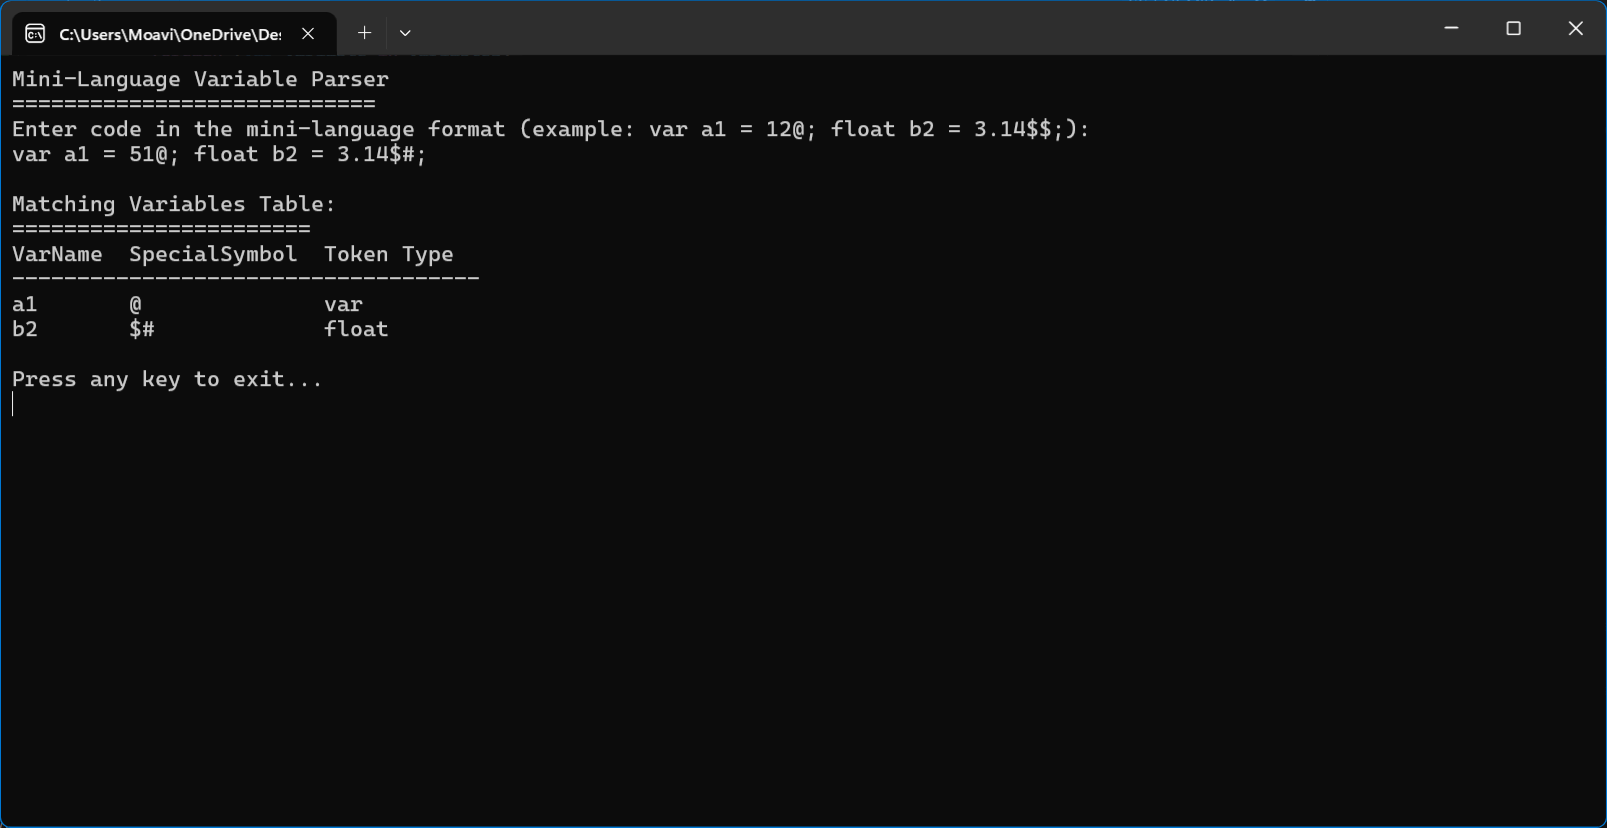 C:\Users\Moavi\OneDrive\Des
Mini-Language Variable Parser
============================
Enter code in the mini-language format (example: var a1 = 12@; float b2 = 3.14$$;):
var a1 = 51@; float b2 = 3.14$#;
Matching Variables Table:
=======================
VarName  SpecialSymbol  Token Type
------------------------------------
a1       @              var
b2       $#             float
Press any key to exit...